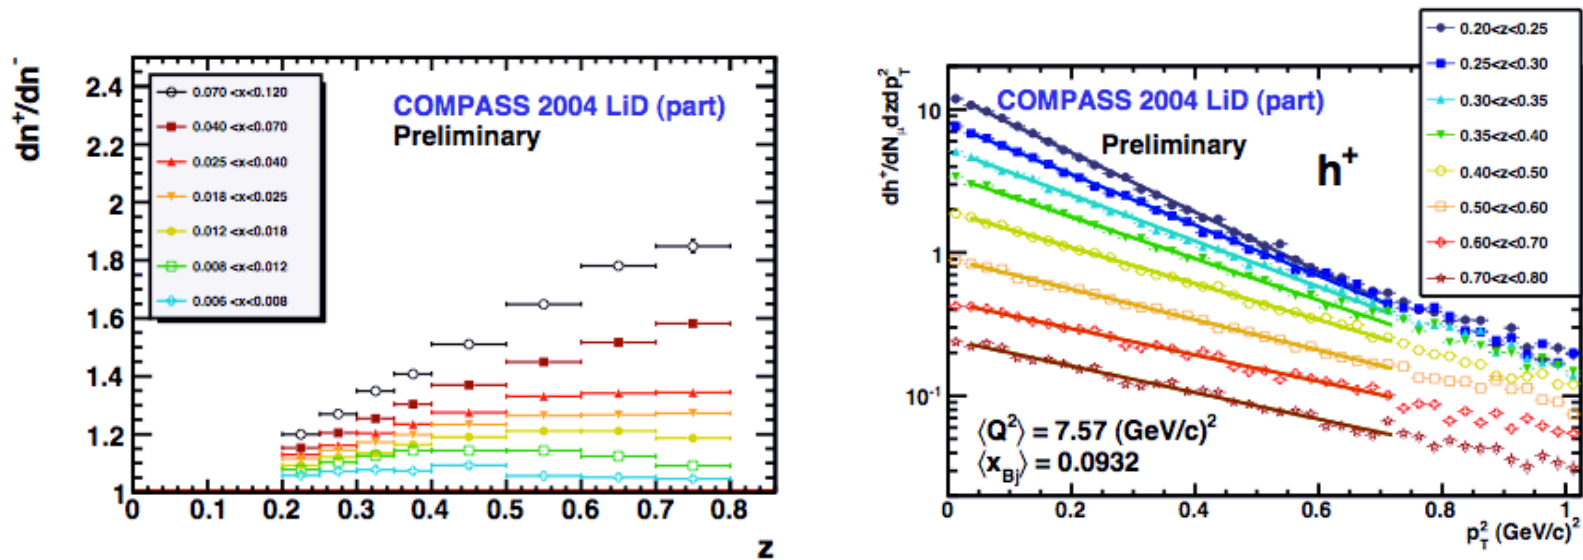 dn⁺/dn⁻
2.4
2.2
2
1.8
1.6
1.4
1.2
1
0.070 <x<0.120
0.040 <x<0.070
0.025 <x<0.040
0.018 <x<0.025
0.012 <x<0.018
0.008 <x<0.012
0.006 <x<0.008
COMPASS 2004 LiD (part)
Preliminary
0 0.1 0.2 0.3 0.4 0.5 0.6 0.7 0.8
z
dh⁺/dN_μdzdp_T²
10
1
10⁻¹
COMPASS 2004 LiD (part)
Preliminary
h⁺
0.20<z<0.25
0.25<z<0.30
0.30<z<0.35
0.35<z<0.40
0.40<z<0.50
0.50<z<0.60
0.60<z<0.70
0.70<z<0.80
⟨Q²⟩ = 7.57 (GeV/c)²
⟨x_Bj⟩ = 0.0932
0 0.2 0.4 0.6 0.8 1
p_T² (GeV/c)²